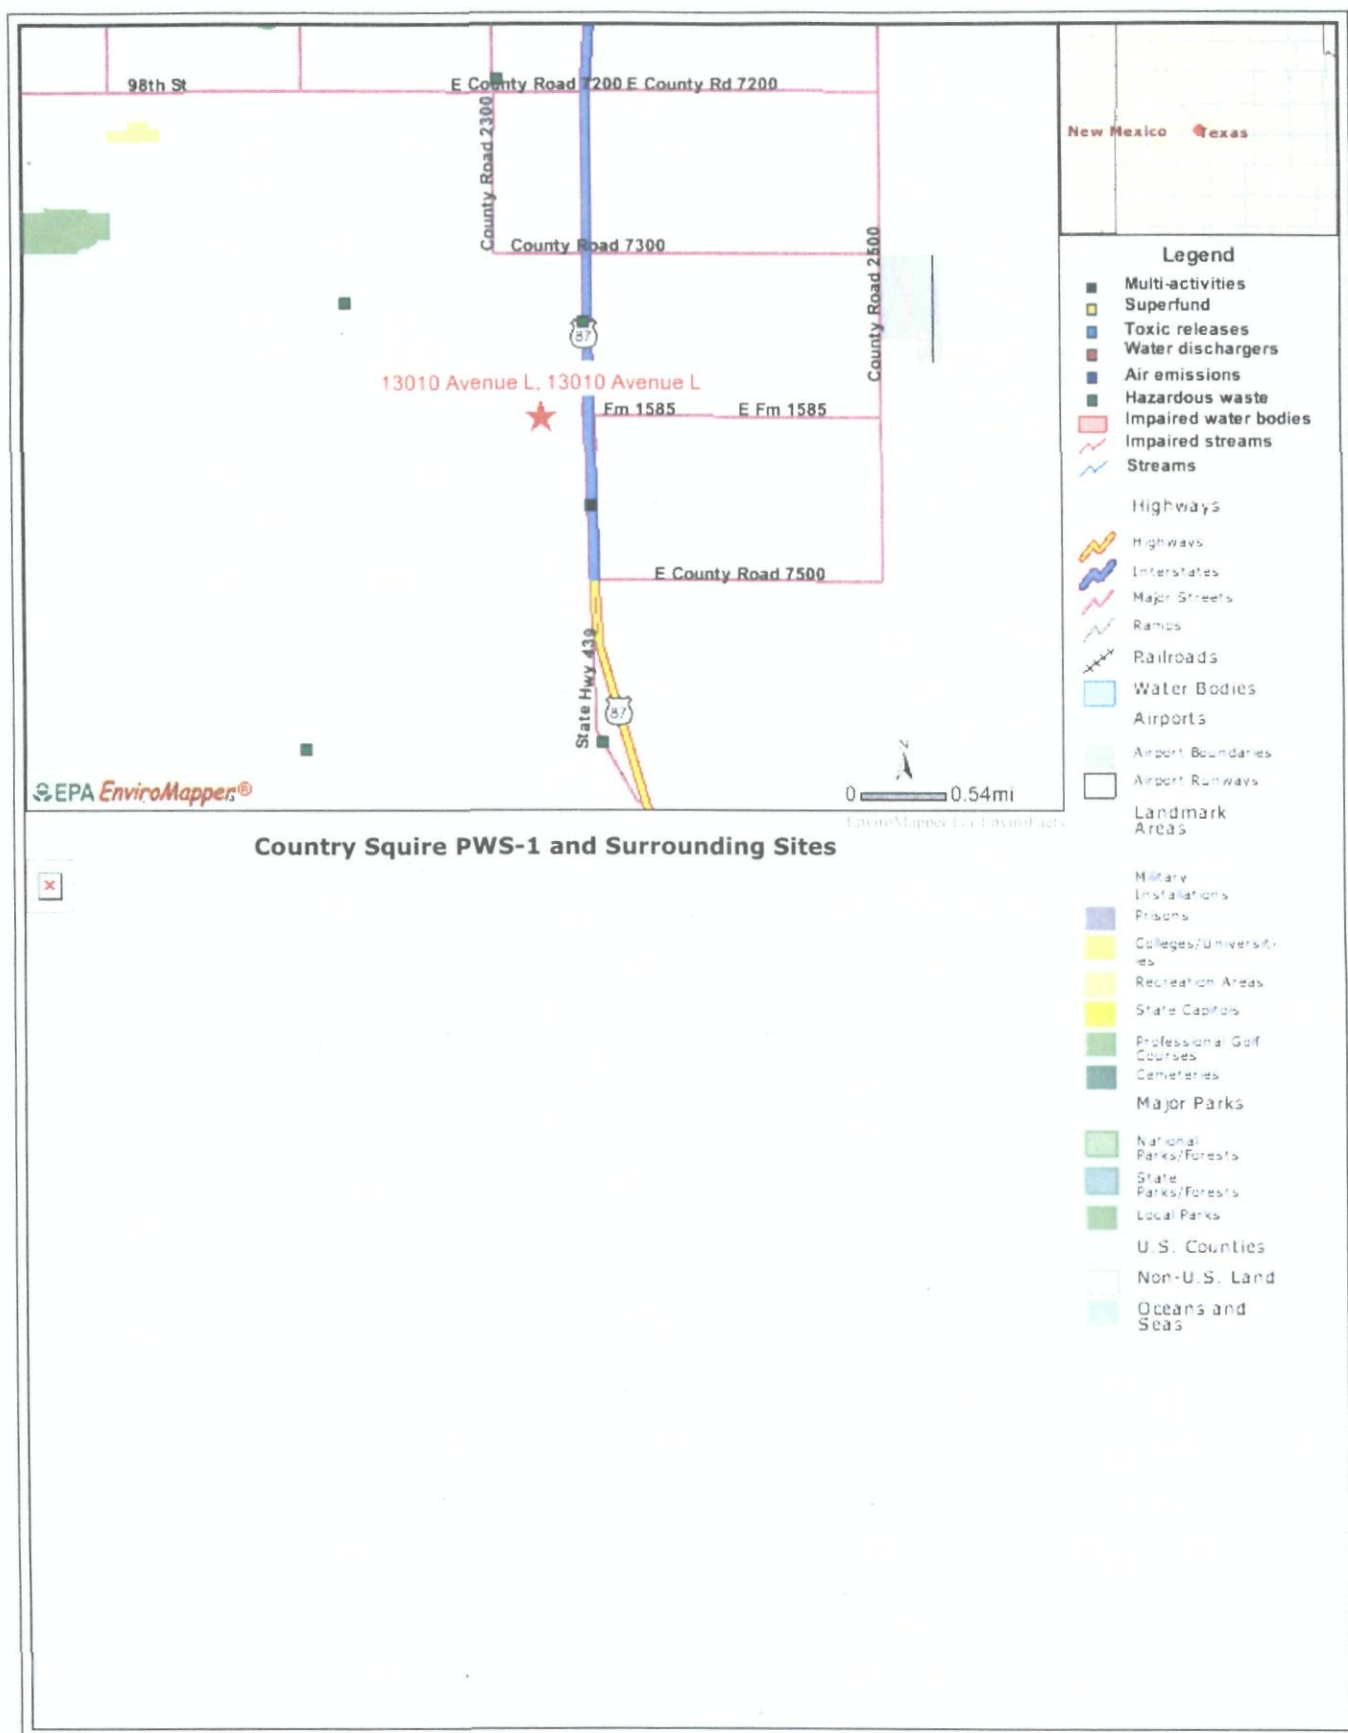 98th St
E County Road 7200 E County Rd 7200
County Road 2300
County Road 7300
County Road 2500
87
13010 Avenue L, 13010 Avenue L
Fm 1585
E Fm 1585
E County Road 7500
State Hwy 439
87
EPA EnviroMapper®
N
0 0.54mi
EnviroMapper For EnviroFacts
Country Squire PWS-1 and Surrounding Sites
New Mexico
Texas
Legend
Multi-activities
Superfund
Toxic releases
Water dischargers
Air emissions
Hazardous waste
Impaired water bodies
Impaired streams
Streams
Highways
Highways
Interstates
Major Streets
Ramps
Railroads
Water Bodies
Airports
Airport Boundaries
Airport Runways
Landmark
Areas
Military
Installations
Prisons
Colleges/Universit-
ies
Recreation Areas
State Capitols
Professional Golf
Courses
Cemeteries
Major Parks
National
Parks/Forests
State
Parks/Forests
Local Parks
U.S. Counties
Non-U.S. Land
Oceans and
Seas